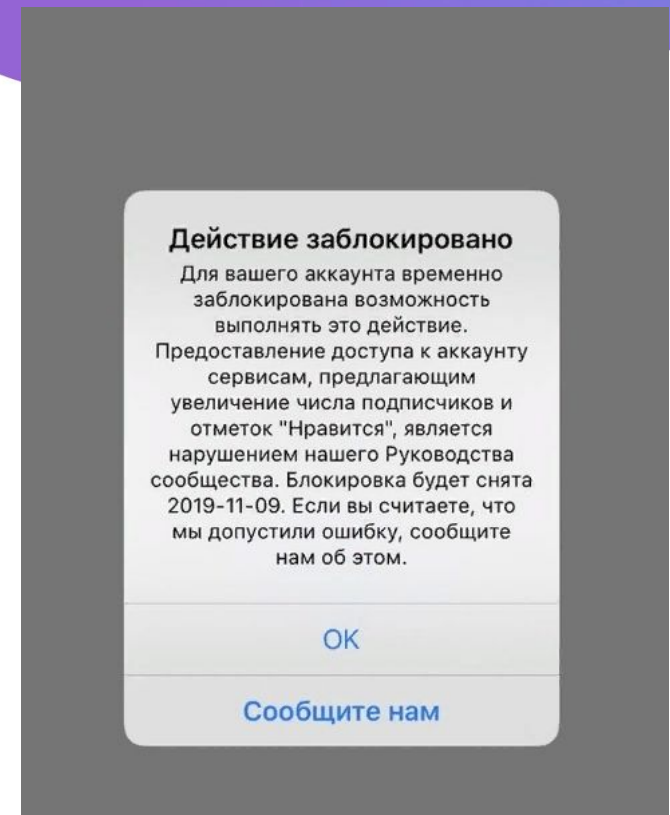 Действие заблокировано
Для вашего аккаунта временно
заблокирована возможность
выполнять это действие.
Предоставление доступа к аккаунту
сервисам, предлагающим
увеличение числа подписчиков и
отметок "Нравится", является
нарушением нашего Руководства
сообщества. Блокировка будет снята
2019-11-09. Если вы считаете, что
мы допустили ошибку, сообщите
нам об этом.
OK
Сообщите нам